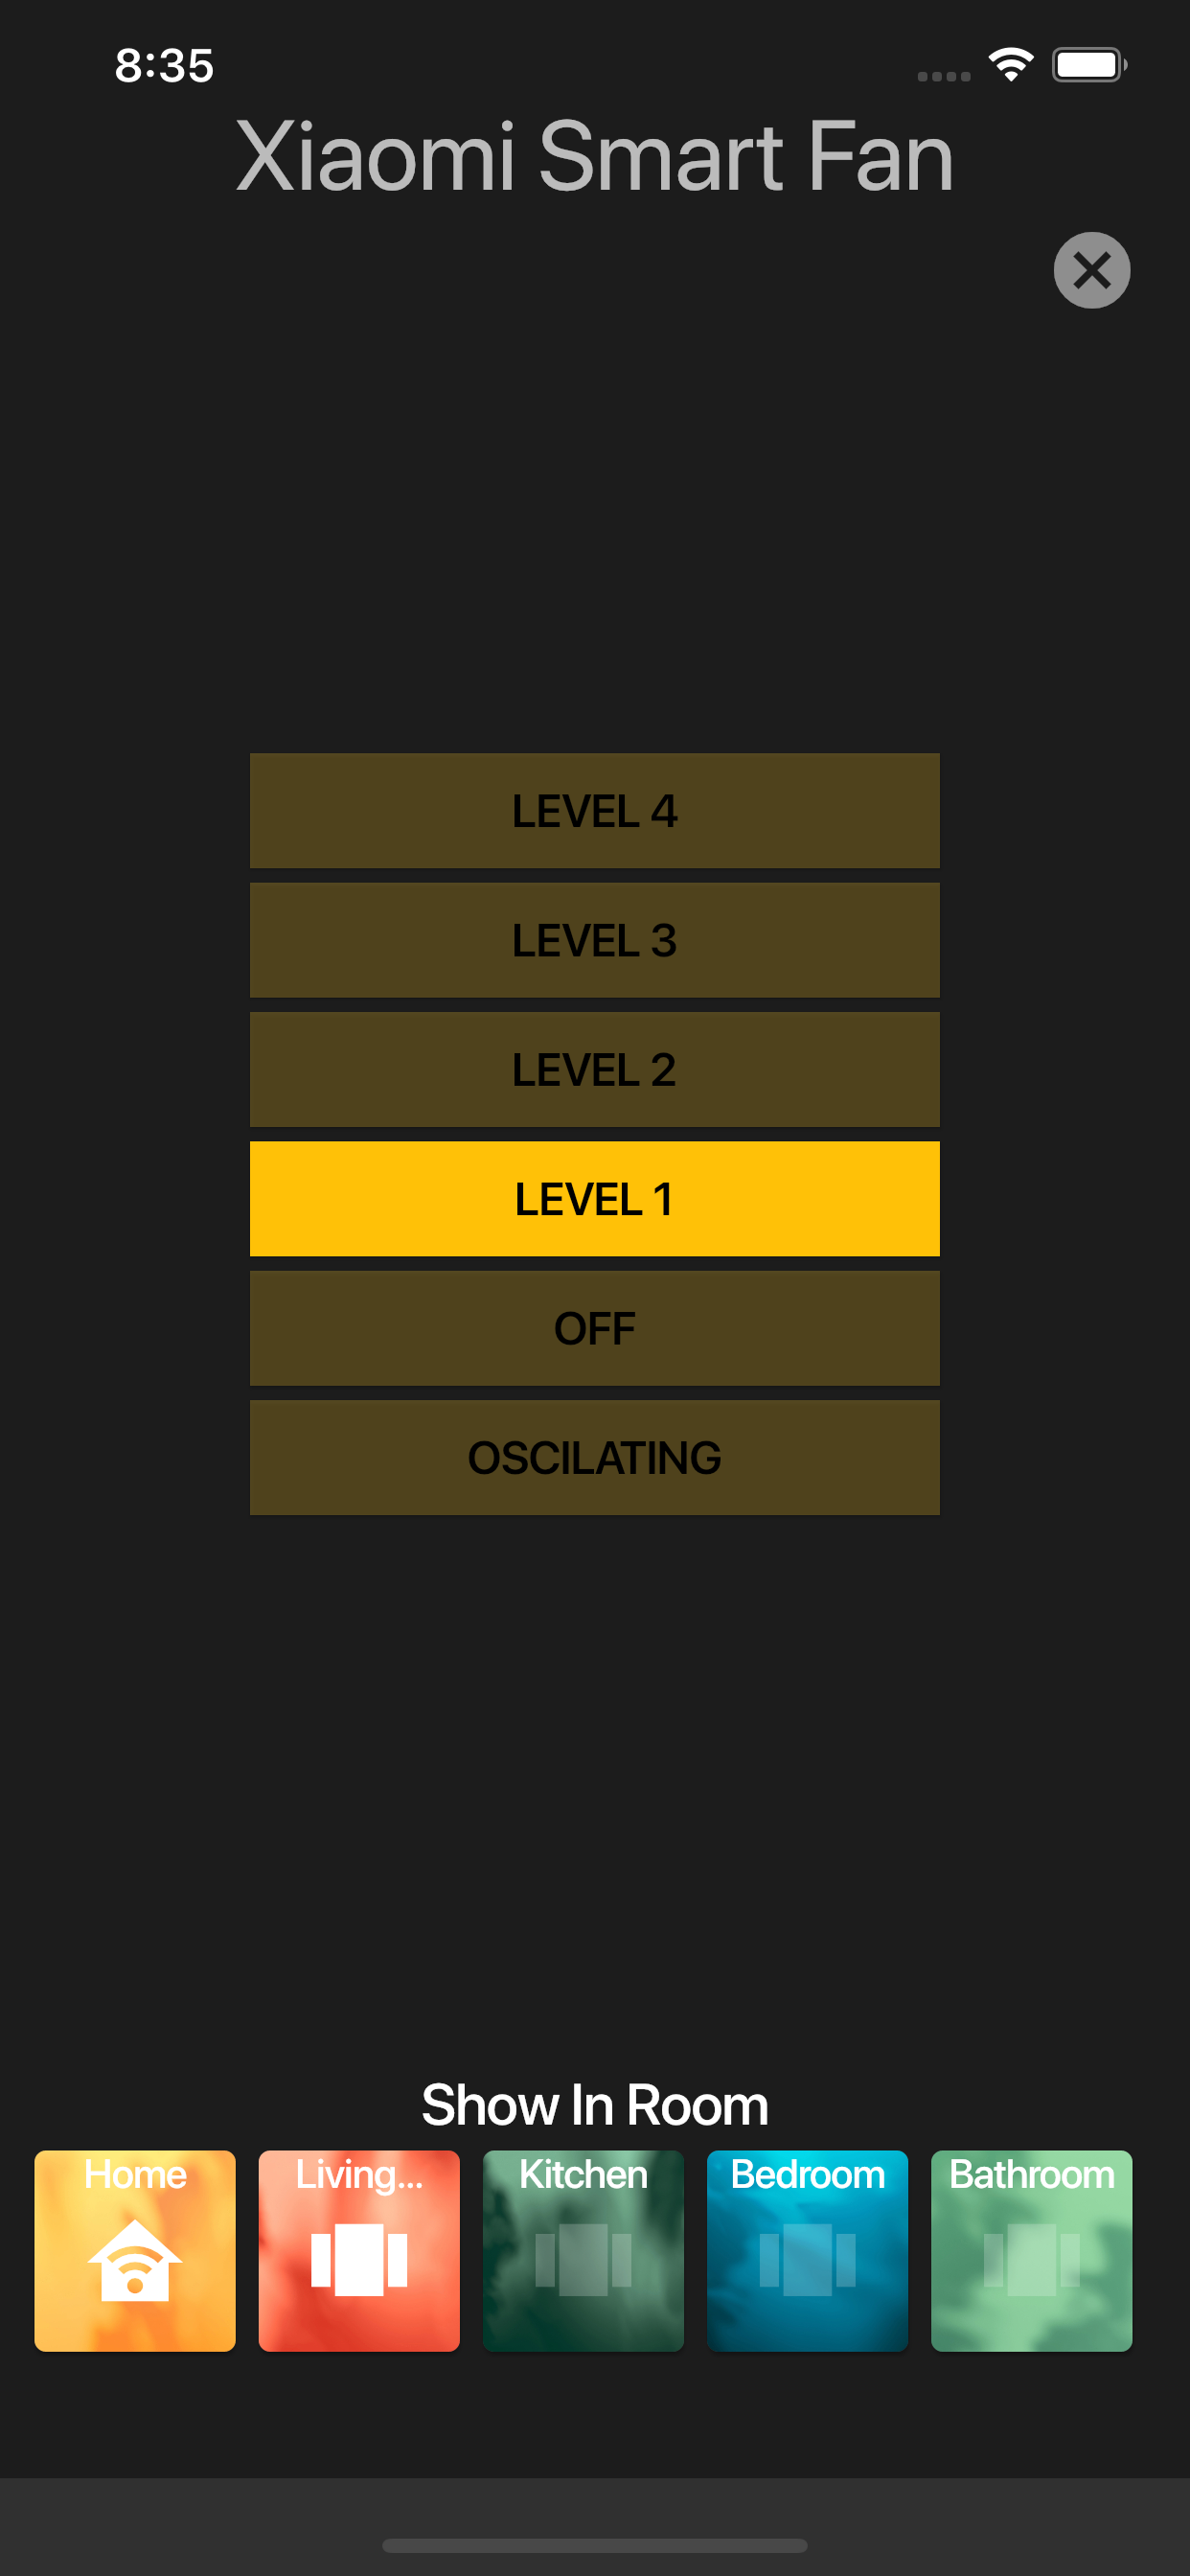 8:35
Xiaomi Smart Fan
LEVEL 4
LEVEL 3
LEVEL 2
LEVEL 1
OFF
OSCILATING
Show In Room
Home
Living...
Kitchen
Bedroom
Bathroom